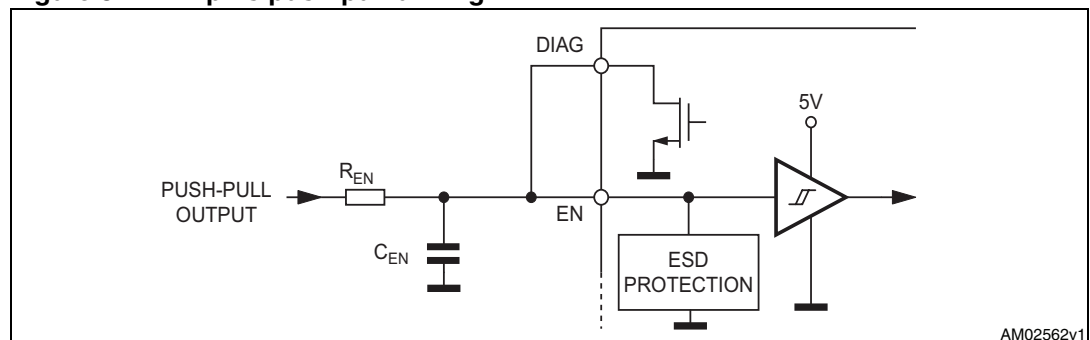 DIAG
5V
R_EN
PUSH-PULL
OUTPUT
EN
C_EN
ESD
PROTECTION
AM02562v1